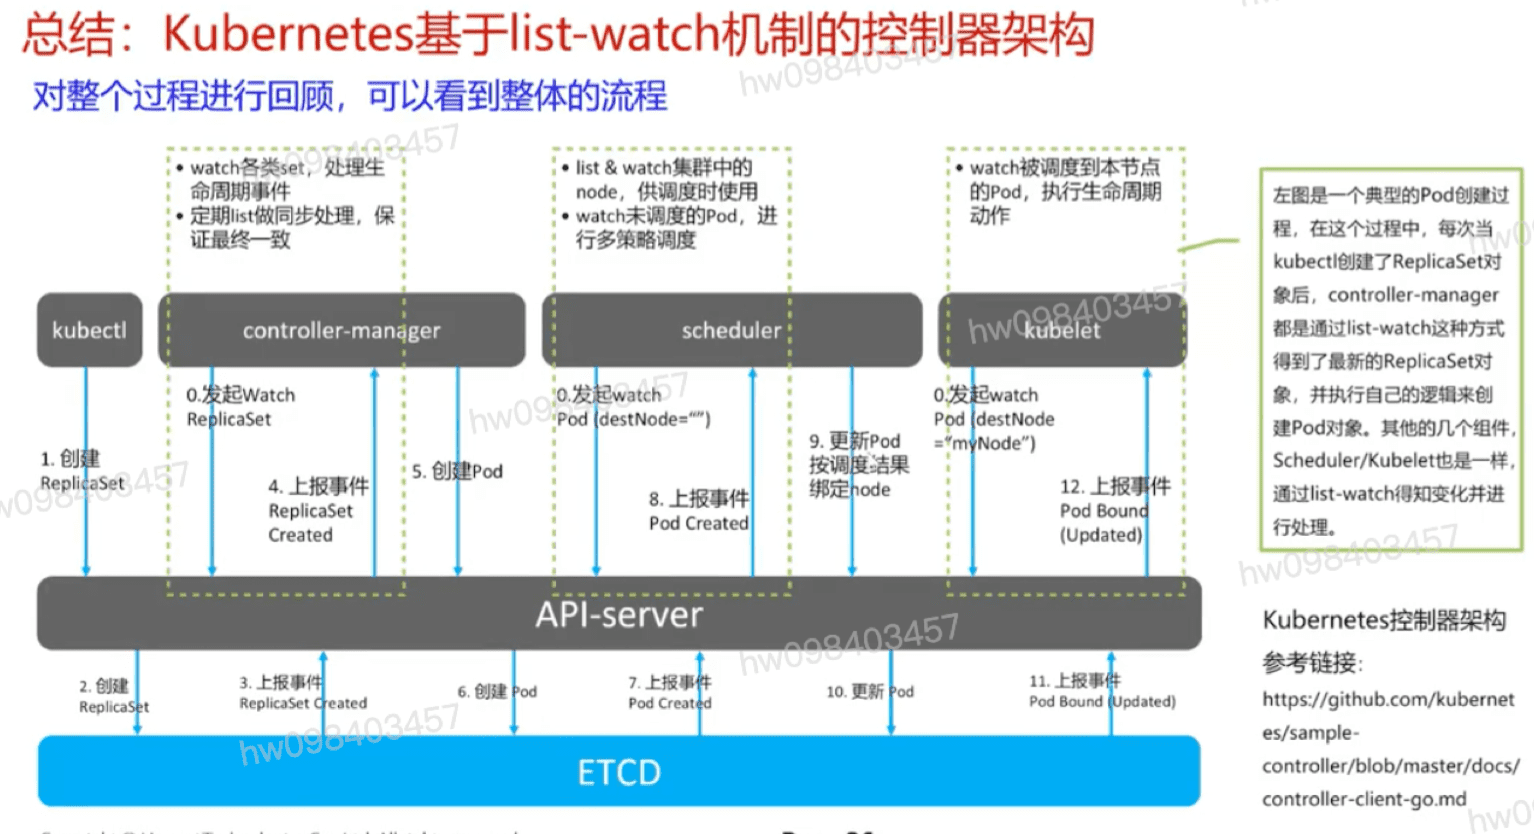 总结：Kubernetes基于list-watch机制的控制器架构
对整个过程进行回顾，可以看到整体的流程
• watch各类set，处理生
命周期事件
• 定期list做同步处理，保
证最终一致
• list & watch集群中的
node，供调度时使用
• watch未调度的Pod，进
行多策略调度
• watch被调度到本节点
的Pod，执行生命周期
动作
kubectl
controller-manager
scheduler
kubelet
1. 创建
ReplicaSet
0.发起Watch
ReplicaSet
4. 上报事件
ReplicaSet
Created
5. 创建Pod
0.发起watch
Pod (destNode=“”)
8. 上报事件
Pod Created
9. 更新Pod
按调度结果
绑定node
0.发起watch
Pod (destNode
=“myNode”)
12. 上报事件
Pod Bound
(Updated)
API-server
2. 创建
ReplicaSet
3. 上报事件
ReplicaSet Created
6. 创建 Pod
7. 上报事件
Pod Created
10. 更新 Pod
11. 上报事件
Pod Bound (Updated)
ETCD
左图是一个典型的Pod创建过
程，在这个过程中，每次当
kubectl创建了ReplicaSet对
象后，controller-manager
都是通过list-watch这种方式
得到了最新的ReplicaSet对
象，并执行自己的逻辑来创
建Pod对象。其他的几个组件，
Scheduler/Kubelet也是一样，
通过list-watch得知变化并进
行处理。
Kubernetes控制器架构
参考链接：
https://github.com/kubernet
es/sample-
controller/blob/master/docs/
controller-client-go.md
hw098403457
hw098403457
hw098403457
hw098403457
hw098403457
hw098403457
hw098403457
hw098403457